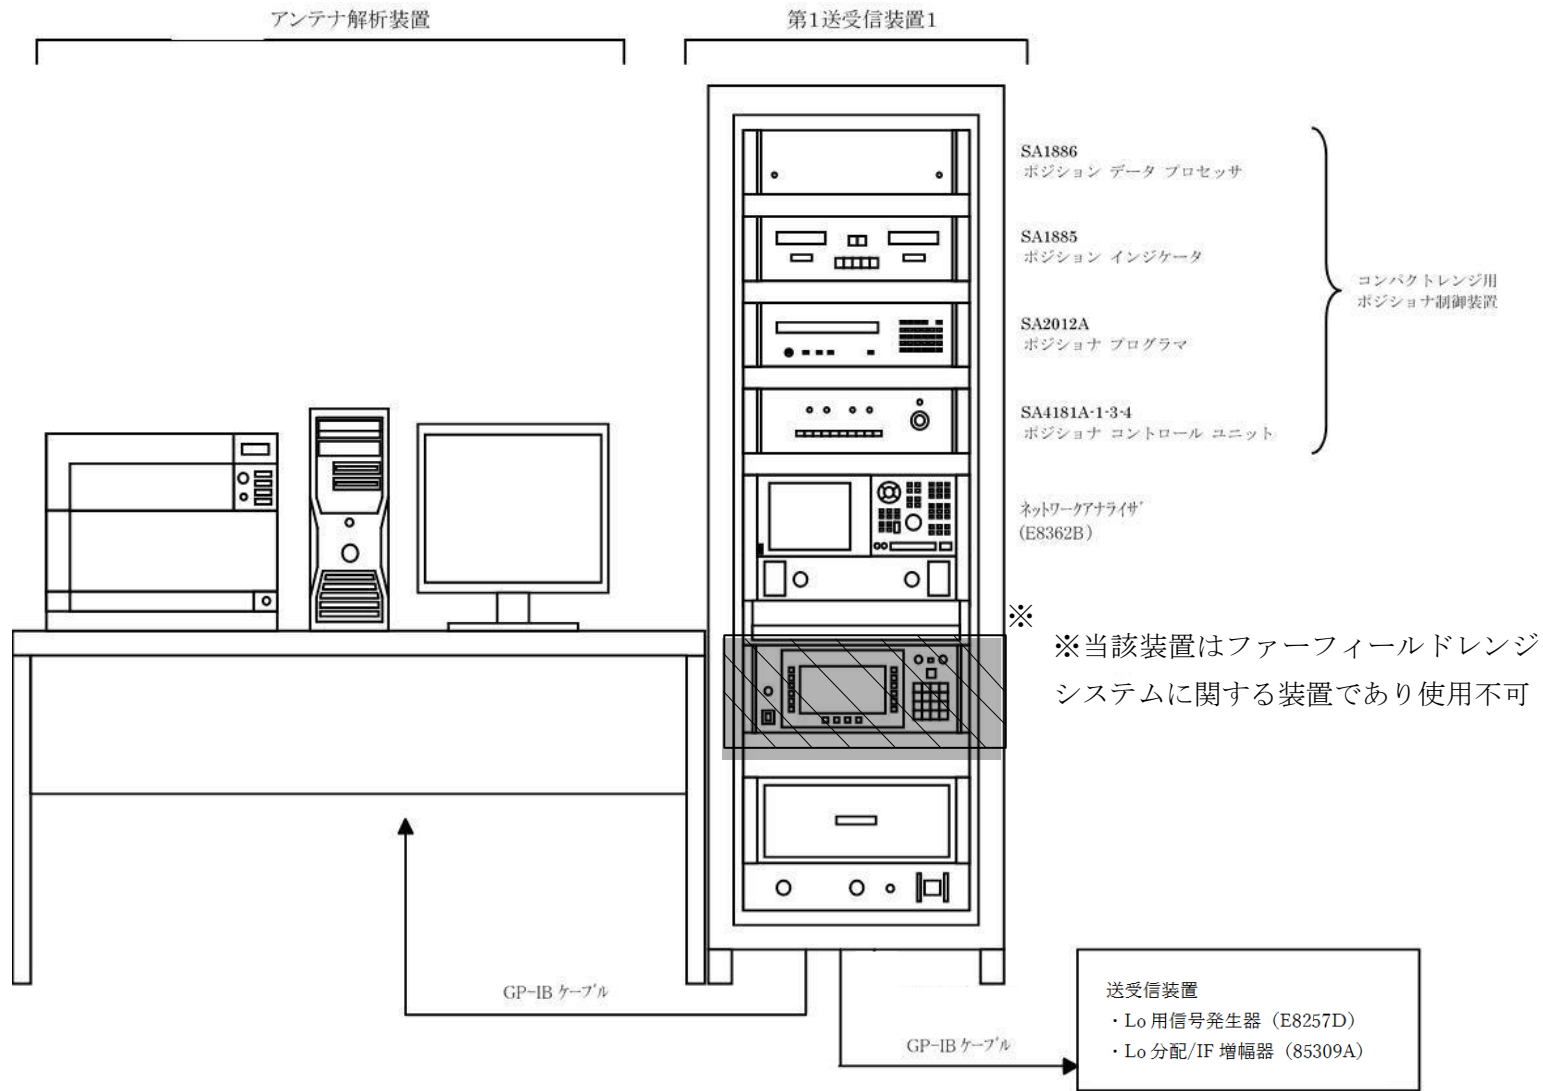 アンテナ解析装置
第1送受信装置1
SA1886
ポジション データ プロセッサ
SA1885
ポジション インジケータ
SA2012A
ポジショナ プログラマ
SA4181A-1-3-4
ポジショナ コントロール ユニット
コンパクトレンジ用
ポジショナ制御装置
ネットワークアナライザ
(E8362B)
※
※当該装置はファーフィールドレンジ
システムに関する装置であり使用不可
GP-IB ケーブル
GP-IB ケーブル
送受信装置
・Lo 用信号発生器（E8257D）
・Lo 分配/IF 増幅器（85309A）